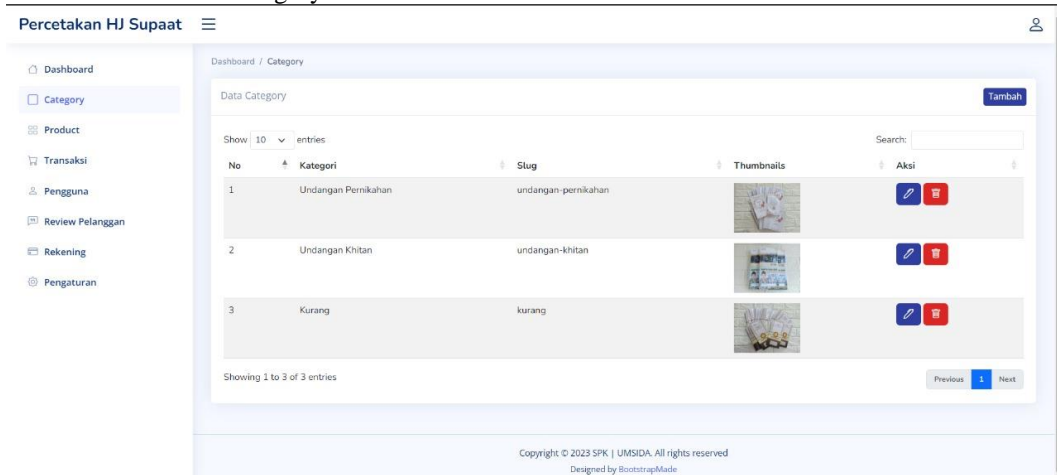 Percetakan HJ Supaat
Dashboard
Category
Product
Transaksi
Pengguna
Review Pelanggan
Rekening
Pengaturan
Dashboard / Category
Data Category
Tambah
Show 10 entries
Search:
No Kategori Slug Thumbnails Aksi
1 Undangan Pernikahan undangan-pernikahan
2 Undangan Khitan undangan-khitan
3 Kurang kurang
Showing 1 to 3 of 3 entries
Previous 1 Next
Copyright © 2023 SPK | UMSIDA. All rights reserved
Designed by BootstrapMade